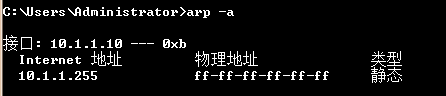 C:\Users\Administrator>arp -a
接口: 10.1.1.10 --- 0xb
Internet 地址 物理地址 类型
10.1.1.255 ff-ff-ff-ff-ff-ff 静态